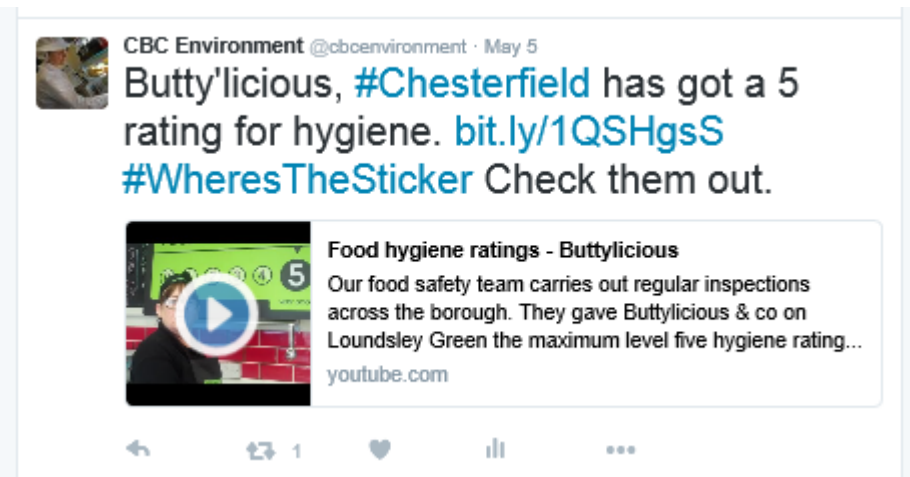 CBC Environment @cbcenvironment · May 5
Butty'licious, #Chesterfield has got a 5
rating for hygiene. bit.ly/1QSHgsS
#WheresTheSticker Check them out.
Food hygiene ratings - Buttylicious
5
Our food safety team carries out regular inspections
across the borough. They gave Buttylicious & co on
Loundsley Green the maximum level five hygiene rating...
youtube.com
1